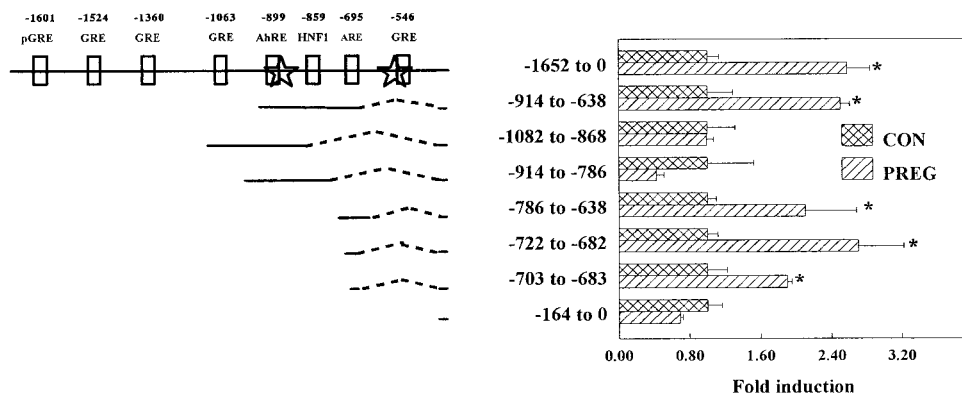 -1601 -1524 -1360 -1063 -899 -859 -695 -546
pGRE GRE GRE GRE AhRE HNF1 ARE GRE
-1652 to 0
-914 to -638
-1082 to -868
-914 to -786
-786 to -638
-722 to -682
-703 to -683
-164 to 0
* * * * *
CON
PREG
0.00 0.80 1.60 2.40 3.20
Fold induction